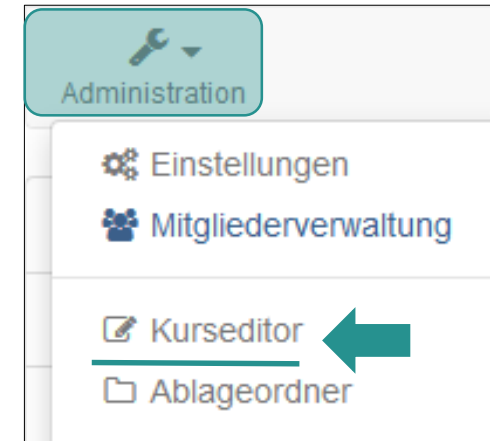 Administration
Einstellungen
Mitgliederverwaltung
Kurseditor
Ablageordner